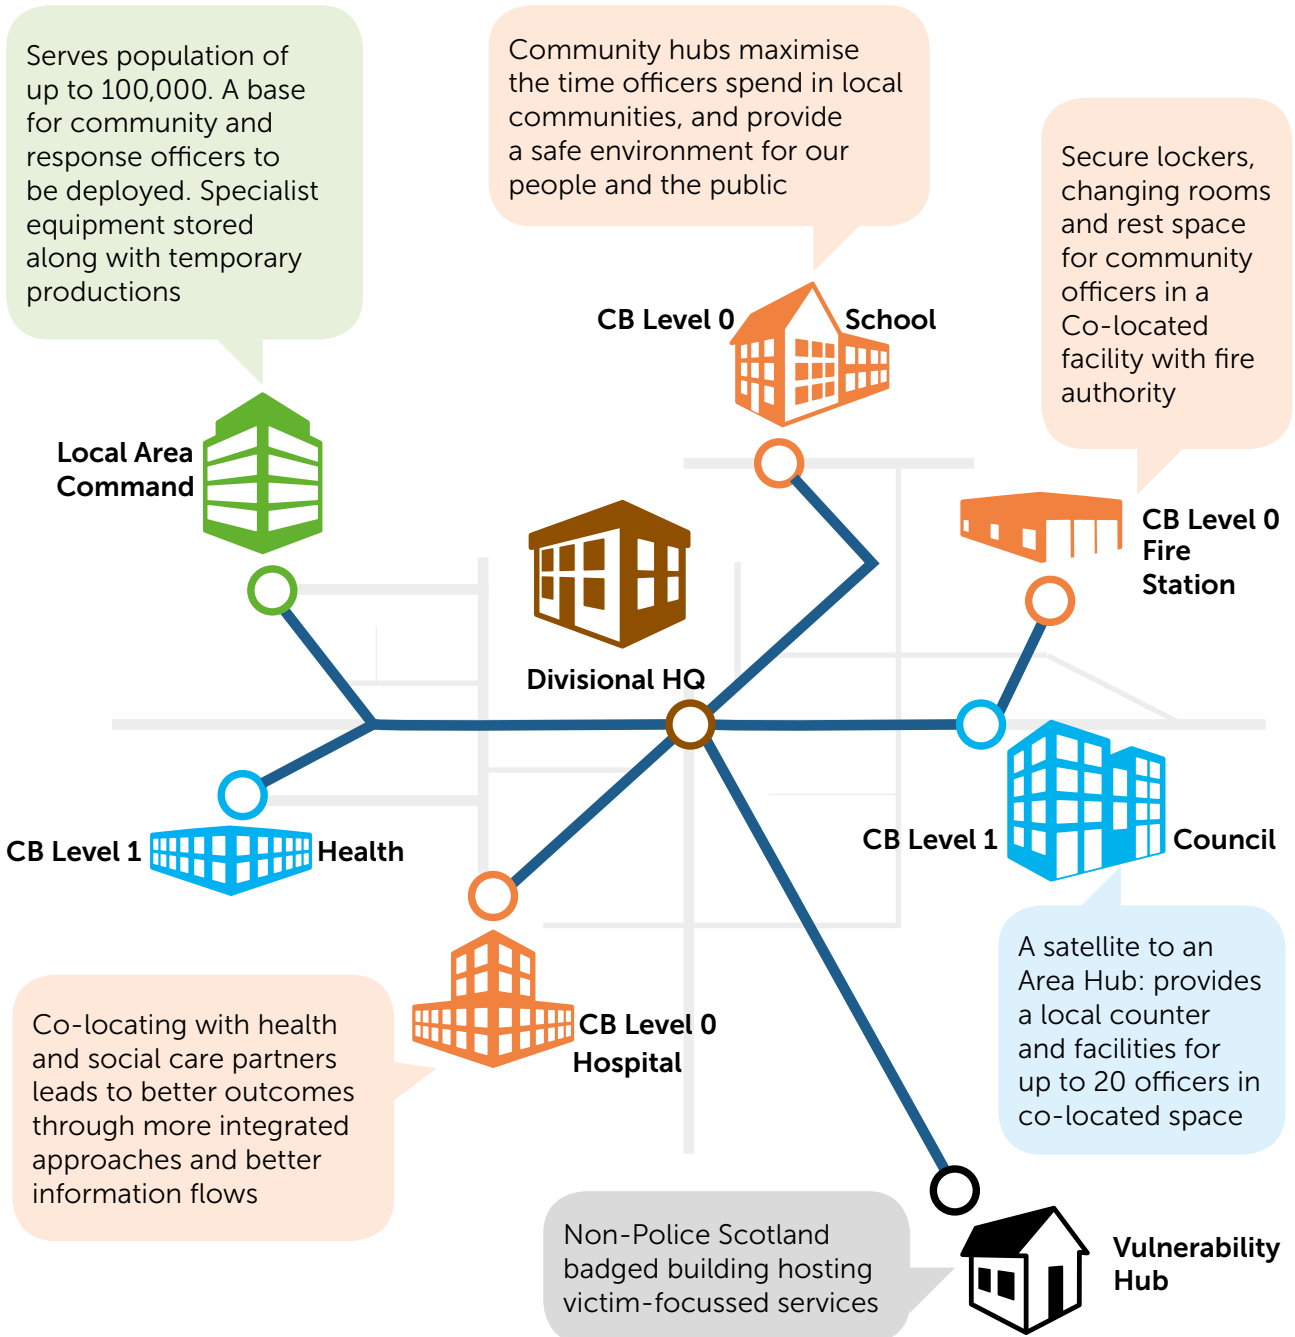 Serves population of
up to 100,000. A base
for community and
response officers to
be deployed. Specialist
equipment stored
along with temporary
productions
Community hubs maximise
the time officers spend in local
communities, and provide
a safe environment for our
people and the public
Secure lockers,
changing rooms
and rest space
for community
officers in a
Co-located
facility with fire
authority
CB Level 0 School
Local Area
Command
CB Level 0
Fire
Station
Divisional HQ
CB Level 1 Health
CB Level 1 Council
A satellite to an
Area Hub: provides
a local counter
and facilities for
up to 20 officers in
co-located space
CB Level 0
Hospital
Co-locating with health
and social care partners
leads to better outcomes
through more integrated
approaches and better
information flows
Non-Police Scotland
badged building hosting
victim-focussed services
Vulnerability
Hub